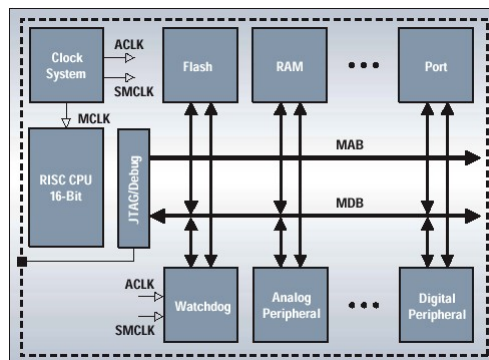 Clock
System
ACLK
SMCLK
Flash
RAM
Port
MCLK
RISC CPU
16-Bit
JTAG/Debug
MAB
MDB
ACLK
SMCLK
Watchdog
Analog
Peripheral
Digital
Peripheral